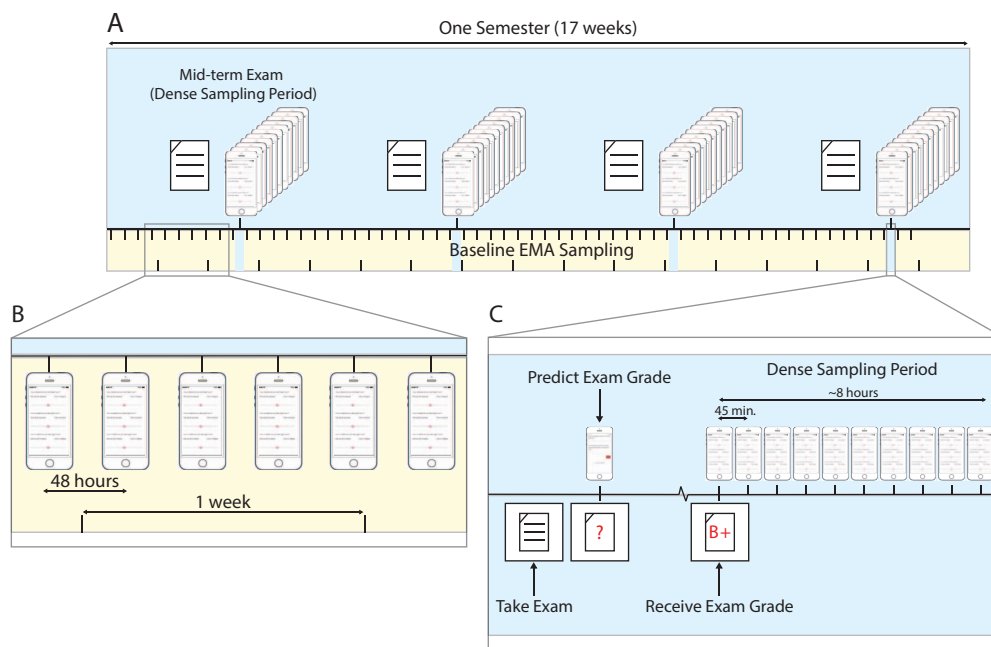 A
One Semester (17 weeks)
Mid-term Exam
(Dense Sampling Period)
Baseline EMA Sampling
B
48 hours
1 week
C
Predict Exam Grade
Dense Sampling Period
~8 hours
45 min.
?
B+
Take Exam
Receive Exam Grade